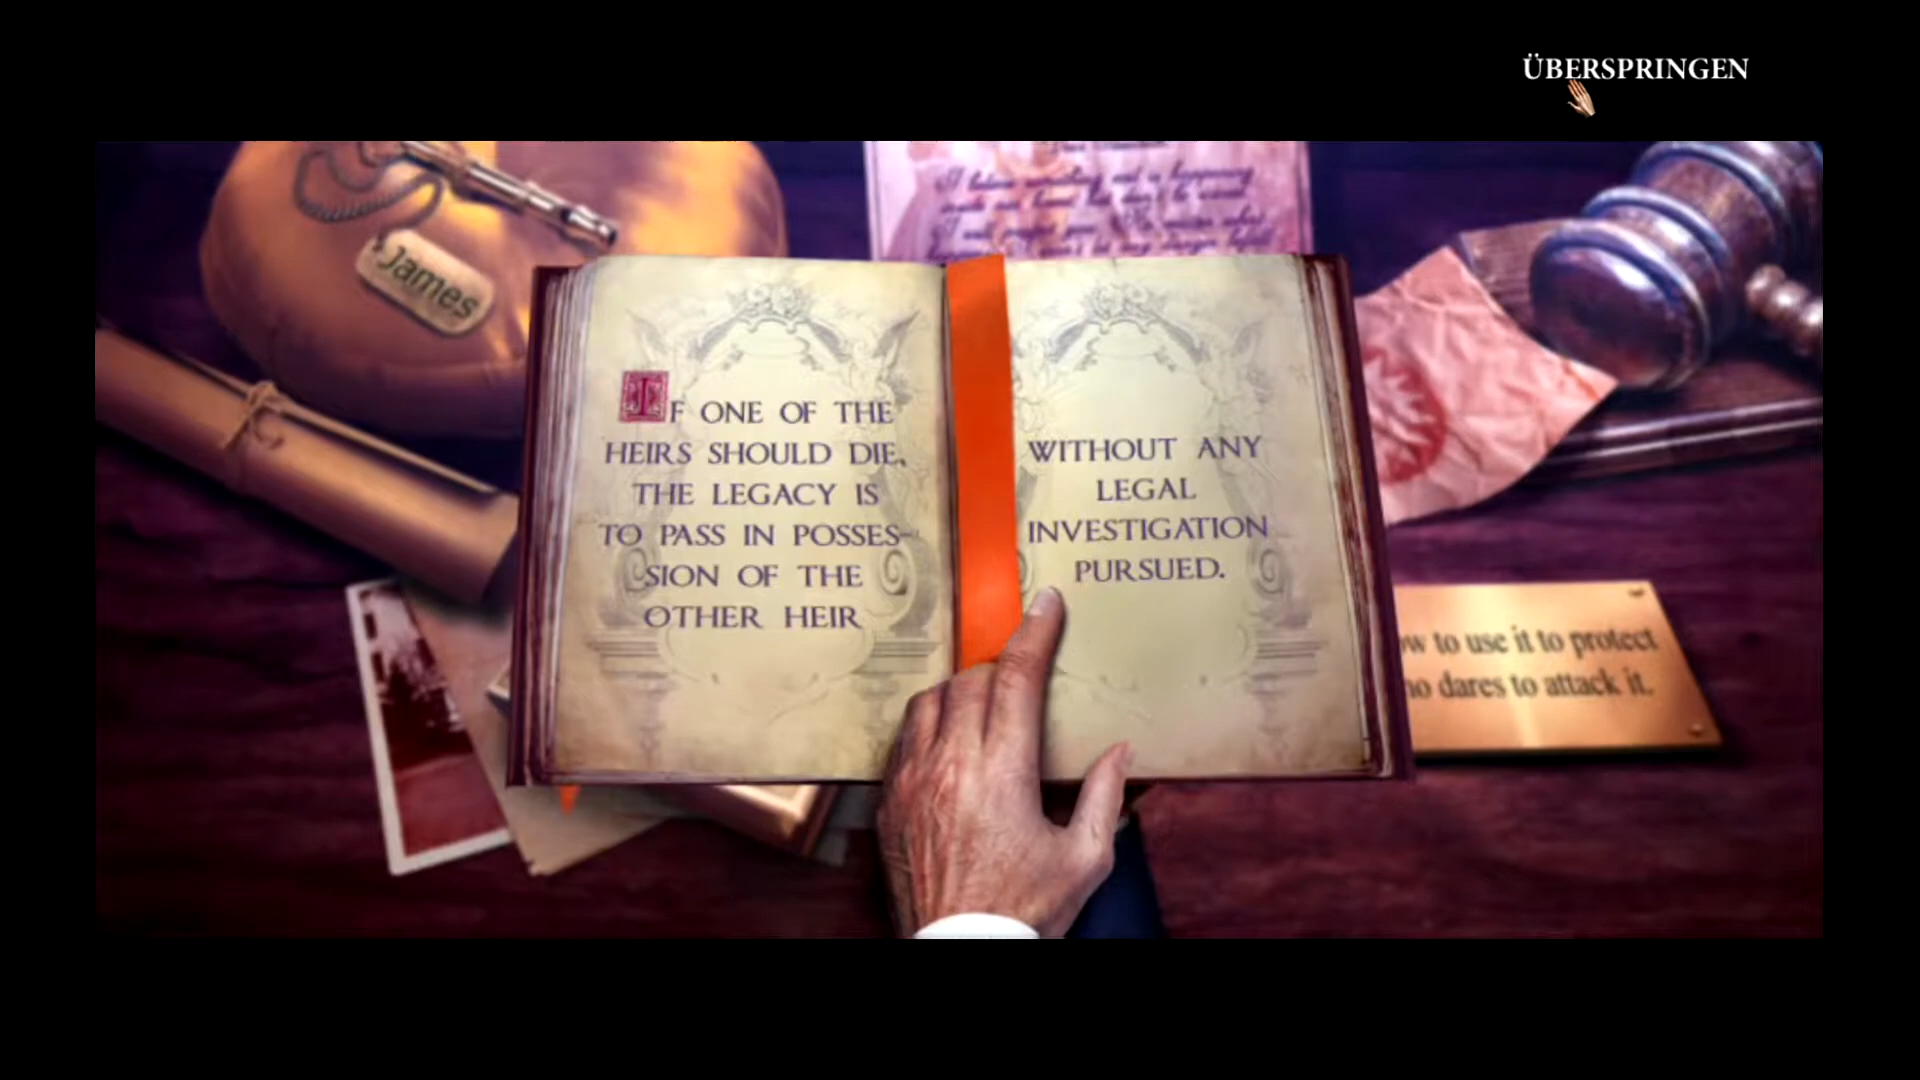 ÜBERSPRINGEN
James
IF ONE OF THE
HEIRS SHOULD DIE,
THE LEGACY IS
TO PASS IN POSSES-
SION OF THE
OTHER HEIR
WITHOUT ANY
LEGAL
INVESTIGATION
PURSUED.
to use it to protect
dares to attack it.